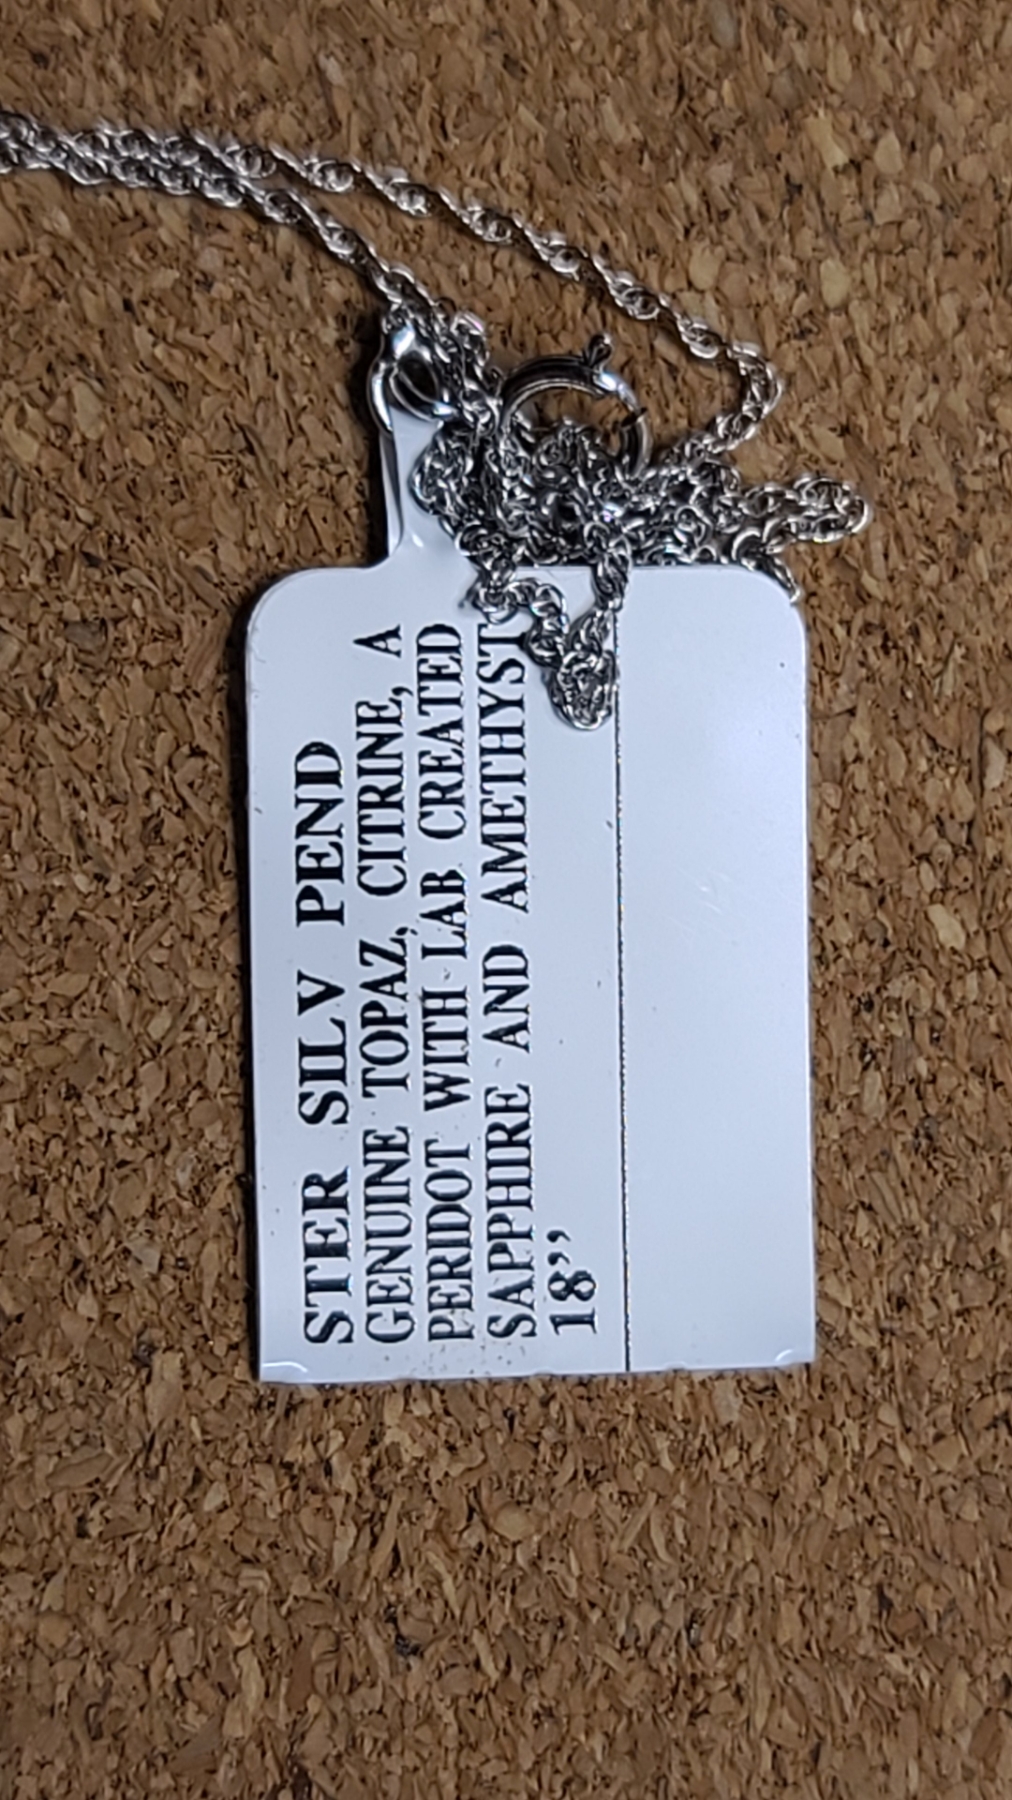 STER SILV PEND
GENUINE TOPAZ, CITRINE, A
PERIDOT WITH LAB CREATED
SAPPHIRE AND AMETHYST
18”